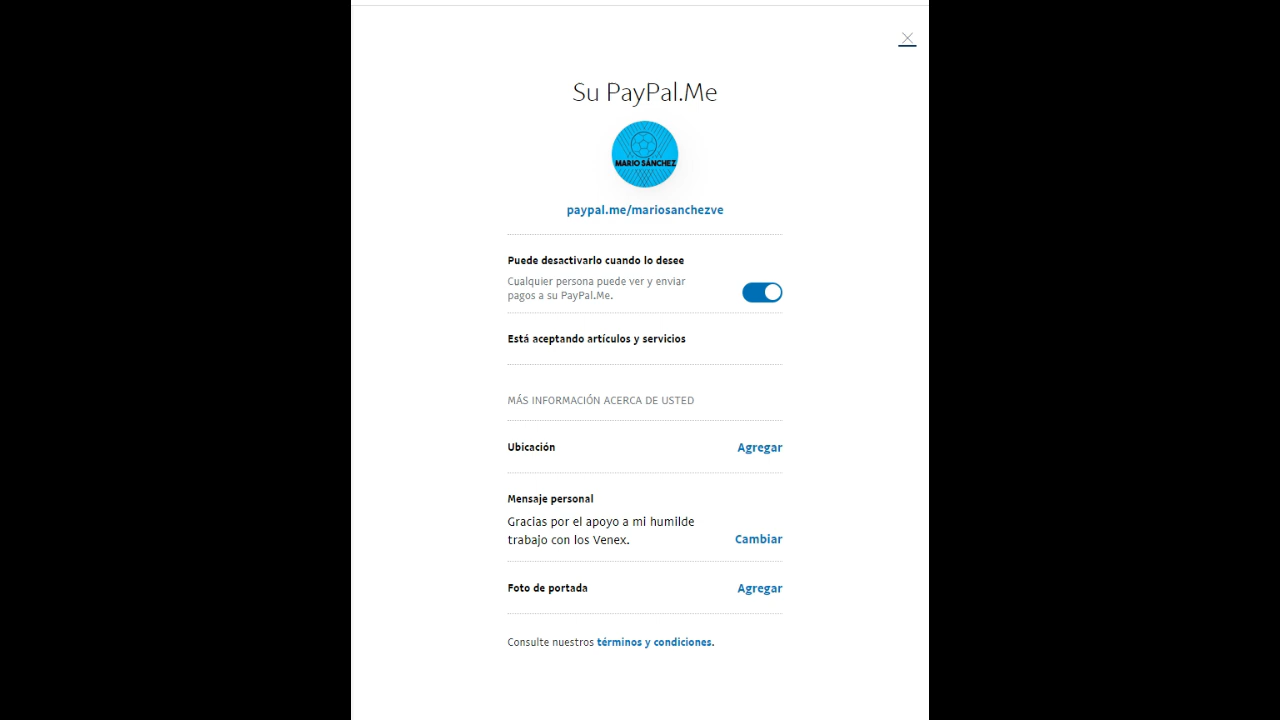 Su PayPal.Me
MARIO SÁNCHEZ
paypal.me/mariosanchezve
Puede desactivarlo cuando lo desee
Cualquier persona puede ver y enviar
pagos a su PayPal.Me.
Está aceptando artículos y servicios
MÁS INFORMACIÓN ACERCA DE USTED
Ubicación Agregar
Mensaje personal
Gracias por el apoyo a mi humilde
trabajo con los Venex. Cambiar
Foto de portada Agregar
Consulte nuestros términos y condiciones.